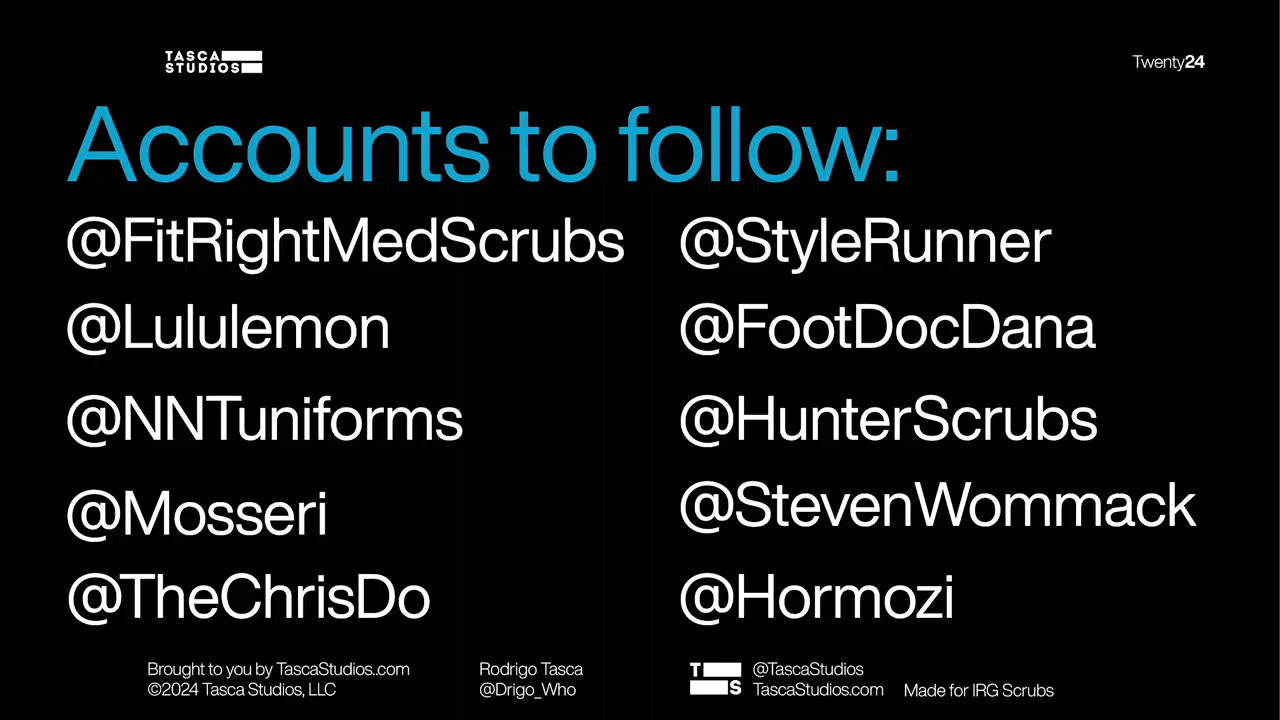 TASCA
STUDIOS
Twenty24
Accounts to follow:
@FitRightMedScrubs
@Lululemon
@NNTuniforms
@Mosseri
@TheChrisDo
@StyleRunner
@FootDocDana
@HunterScrubs
@StevenWommack
@Hormozi
Brought to you by TascaStudios.com
©2024 Tasca Studios, LLC
Rodrigo Tasca
@Drigo_Who
T
S
@TascaStudios
TascaStudios.com
Made for IRG Scrubs